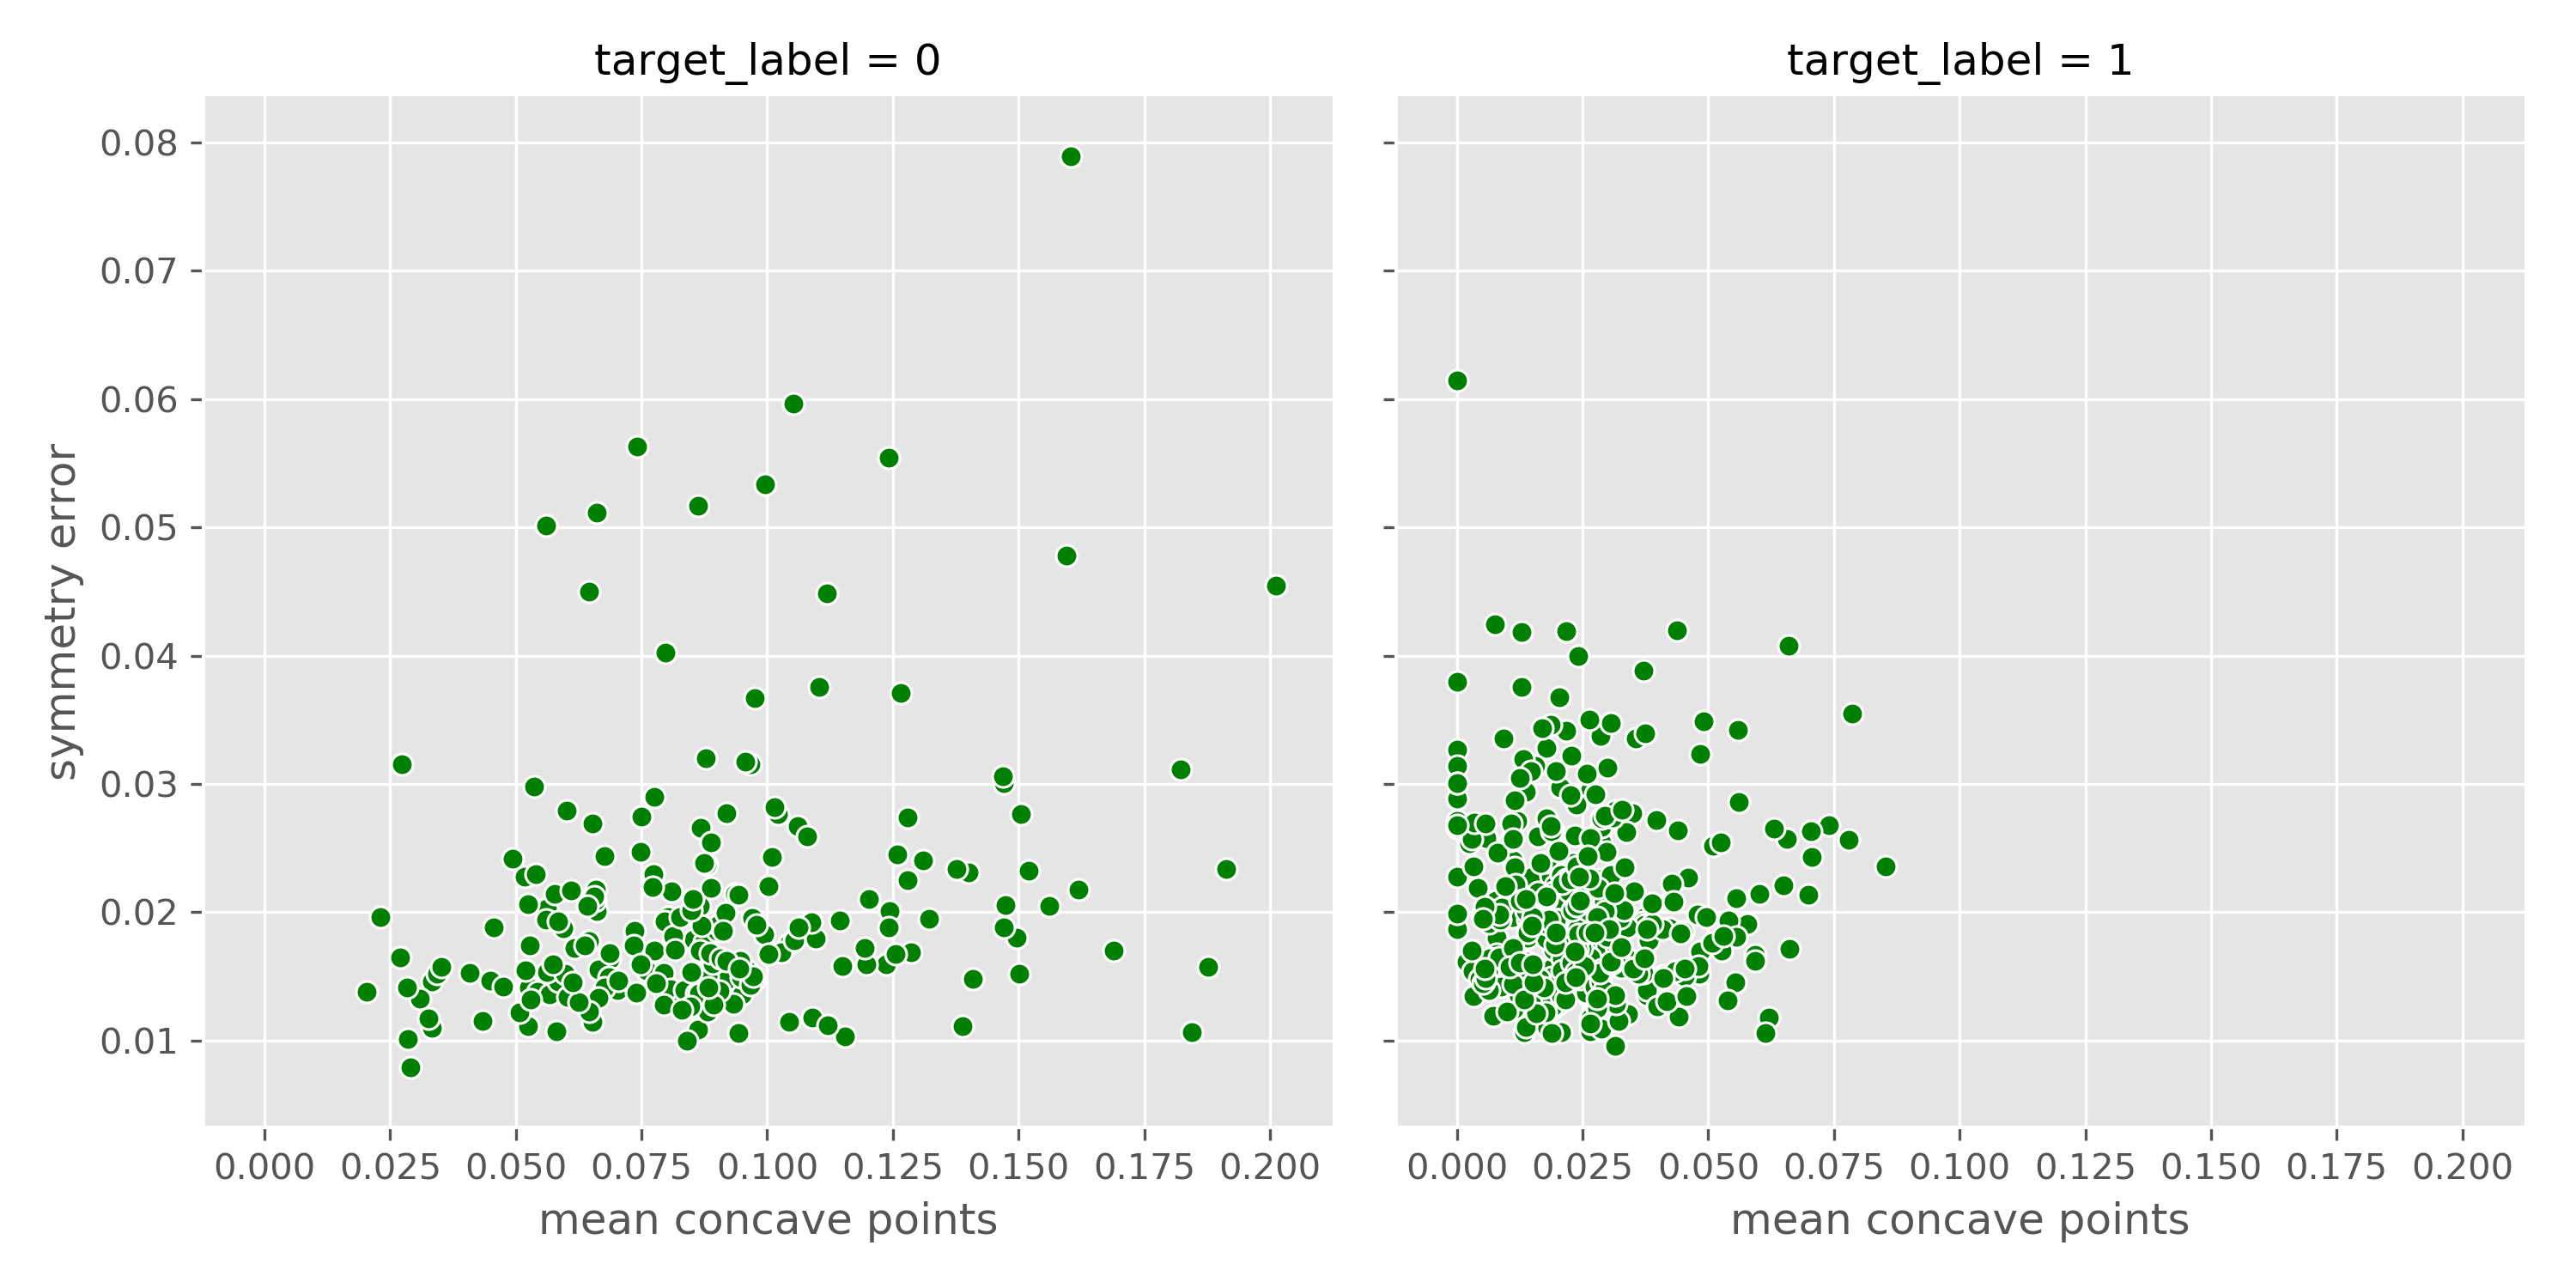 target_label = 0
target_label = 1
symmetry error
0.08
0.07
0.06
0.05
0.04
0.03
0.02
0.01
0.000 0.025 0.050 0.075 0.100 0.125 0.150 0.175 0.200
0.000 0.025 0.050 0.075 0.100 0.125 0.150 0.175 0.200
mean concave points
mean concave points